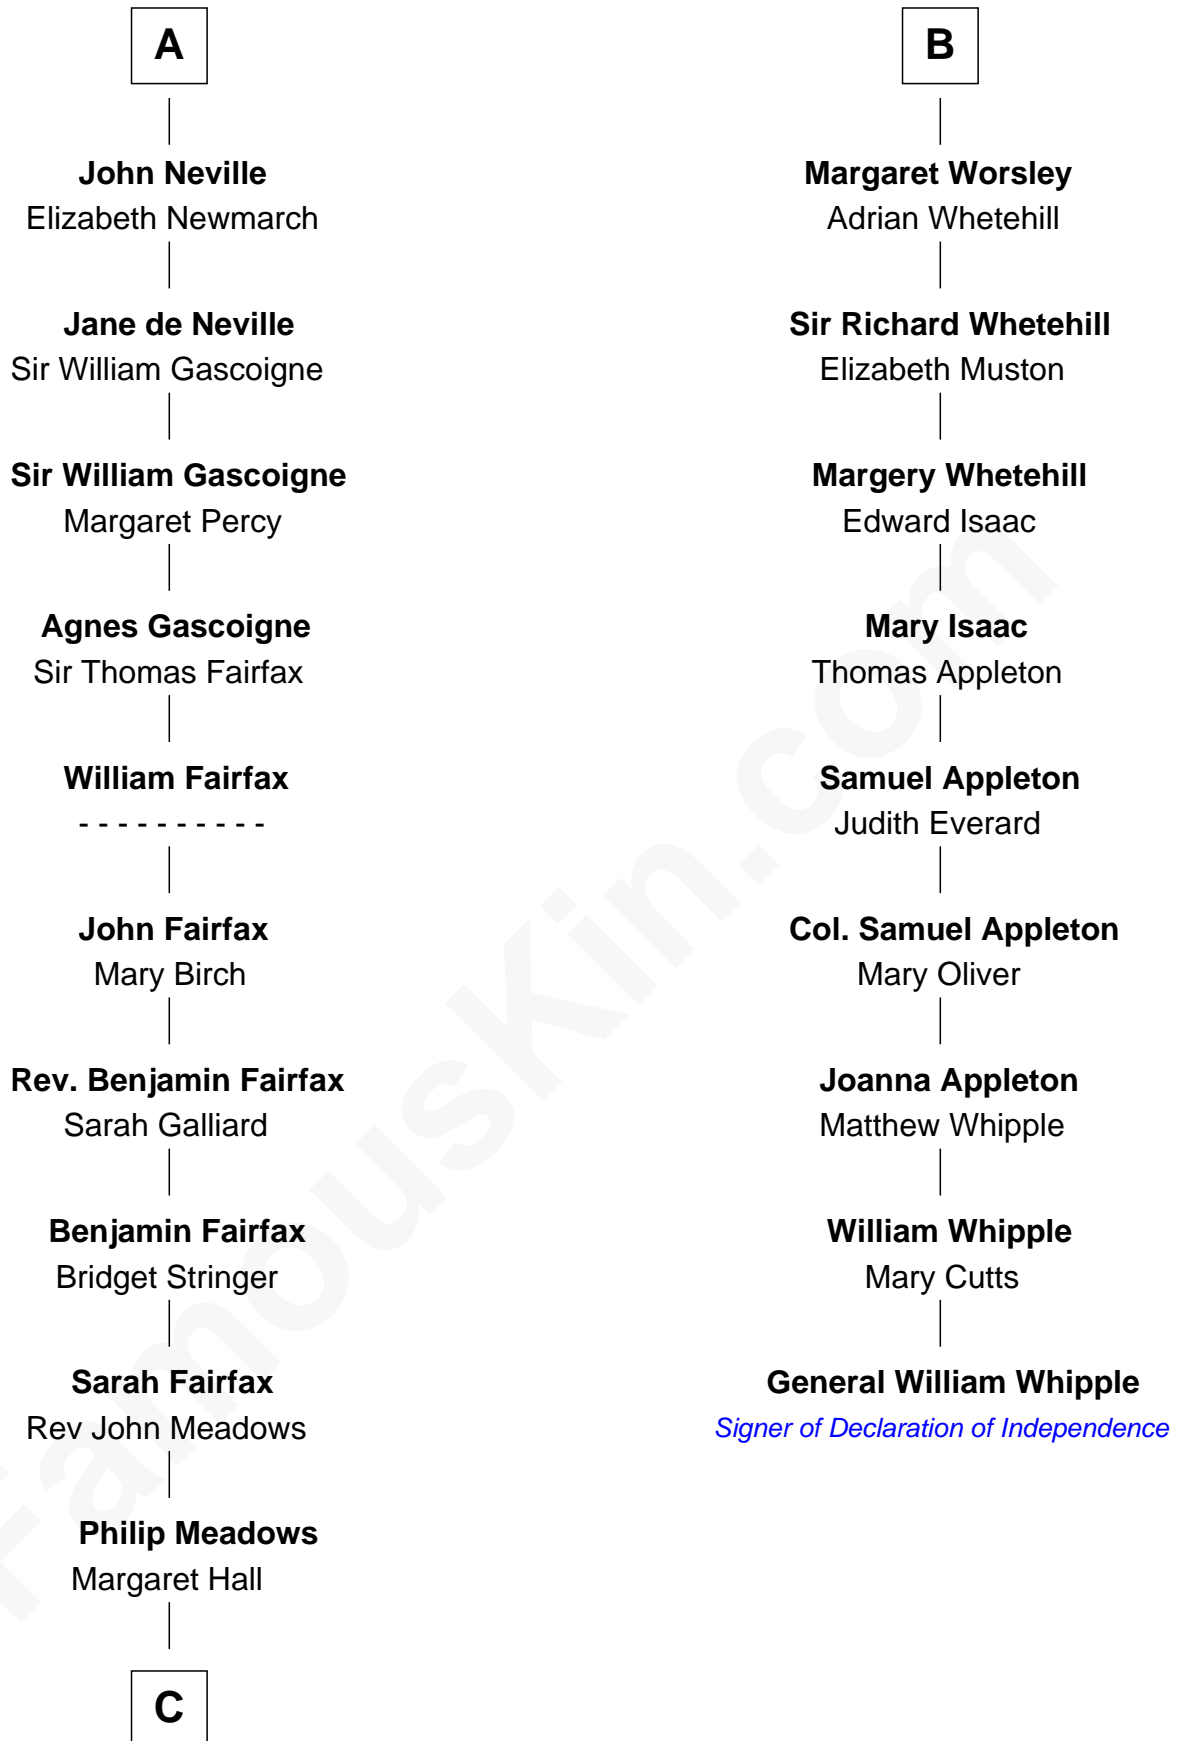 A
John Neville
Elizabeth Newmarch
Jane de Neville
Sir William Gascoigne
Sir William Gascoigne
Margaret Percy
Agnes Gascoigne
Sir Thomas Fairfax
William Fairfax
- - - - - - - - - -
John Fairfax
Mary Birch
Rev. Benjamin Fairfax
Sarah Galliard
Benjamin Fairfax
Bridget Stringer
Sarah Fairfax
Rev John Meadows
Philip Meadows
Margaret Hall
C
B
Margaret Worsley
Adrian Whetehill
Sir Richard Whetehill
Elizabeth Muston
Margery Whetehill
Edward Isaac
Mary Isaac
Thomas Appleton
Samuel Appleton
Judith Everard
Col. Samuel Appleton
Mary Oliver
Joanna Appleton
Matthew Whipple
William Whipple
Mary Cutts
General William Whipple
Signer of Declaration of Independence
FamousKin.com